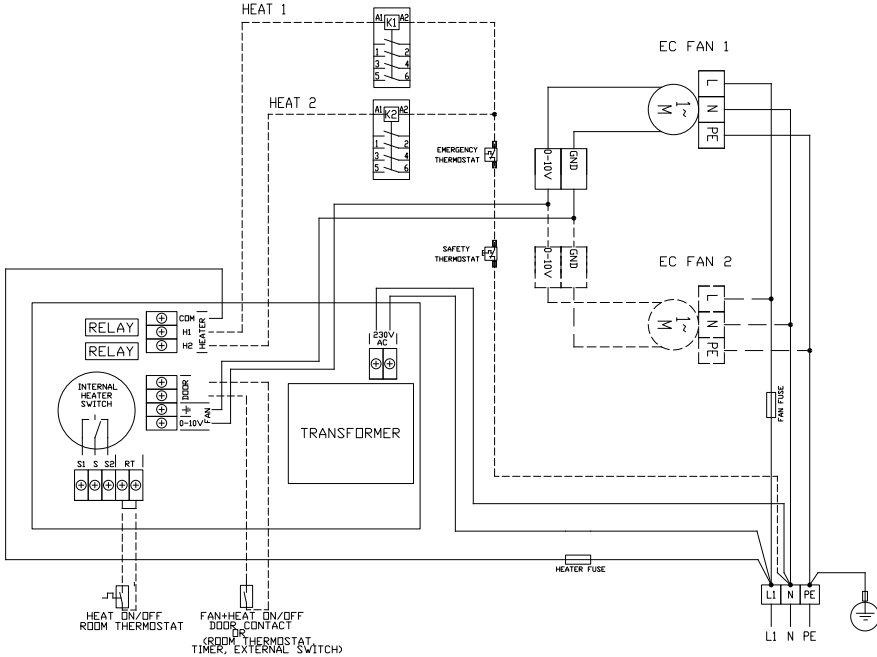 HEAT 1
A1 K1 A2
1 2
3 4
5 6
HEAT 2
A1 K2 A2
1 2
3 4
5 6
EMERGENCY
THERMOSTAT
SAFETY
THERMOSTAT
EC FAN 1
L
N
PE
1~
M
0-10V
GND
EC FAN 2
L
N
PE
1~
M
0-10V
GND
FAN FUSE
RELAY
RELAY
COM
H1
H2
HEATER
DOOR
0-10V
FAN
INTERNAL
HEATER
SWITCH
S1 S S2 RT
230V
AC
TRANSFORMER
HEATER FUSE
L1 N PE
L1 N PE
HEAT ON/OFF
ROOM THERMOSTAT
FAN+HEAT ON/OFF
DOOR CONTACT
OR
(ROOM THERMOSTAT,
TIMER, EXTERNAL SWITCH)